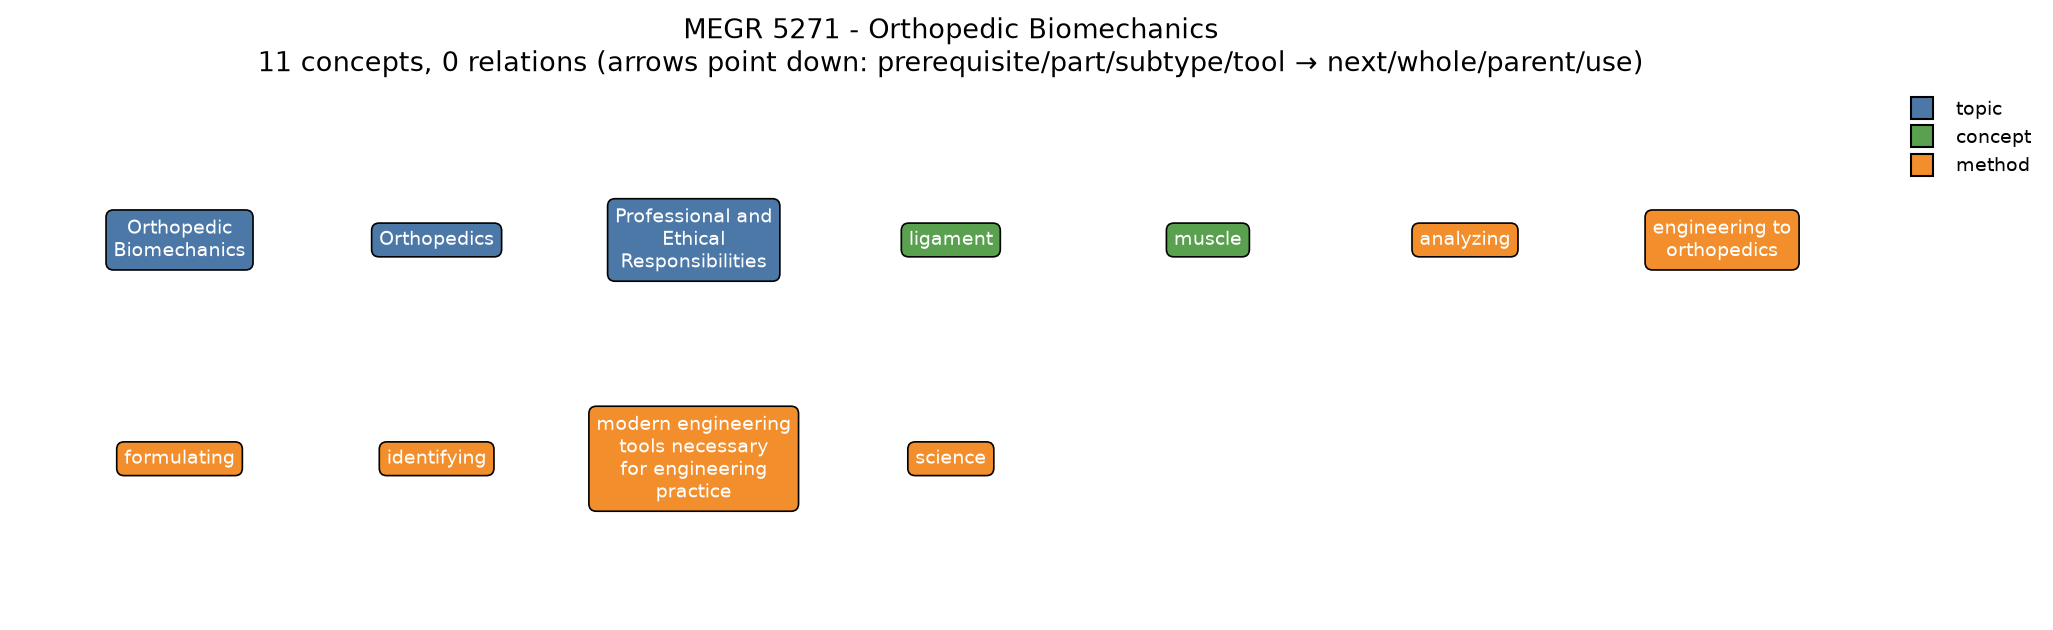 MEGR 5271 - Orthopedic Biomechanics
11 concepts, 0 relations (arrows point down: prerequisite/part/subtype/tool → next/whole/parent/use)
topic
concept
method
Orthopedic
Biomechanics
Orthopedics
Professional and
Ethical
Responsibilities
ligament
muscle
analyzing
engineering to
orthopedics
formulating
identifying
modern engineering
tools necessary
for engineering
practice
science